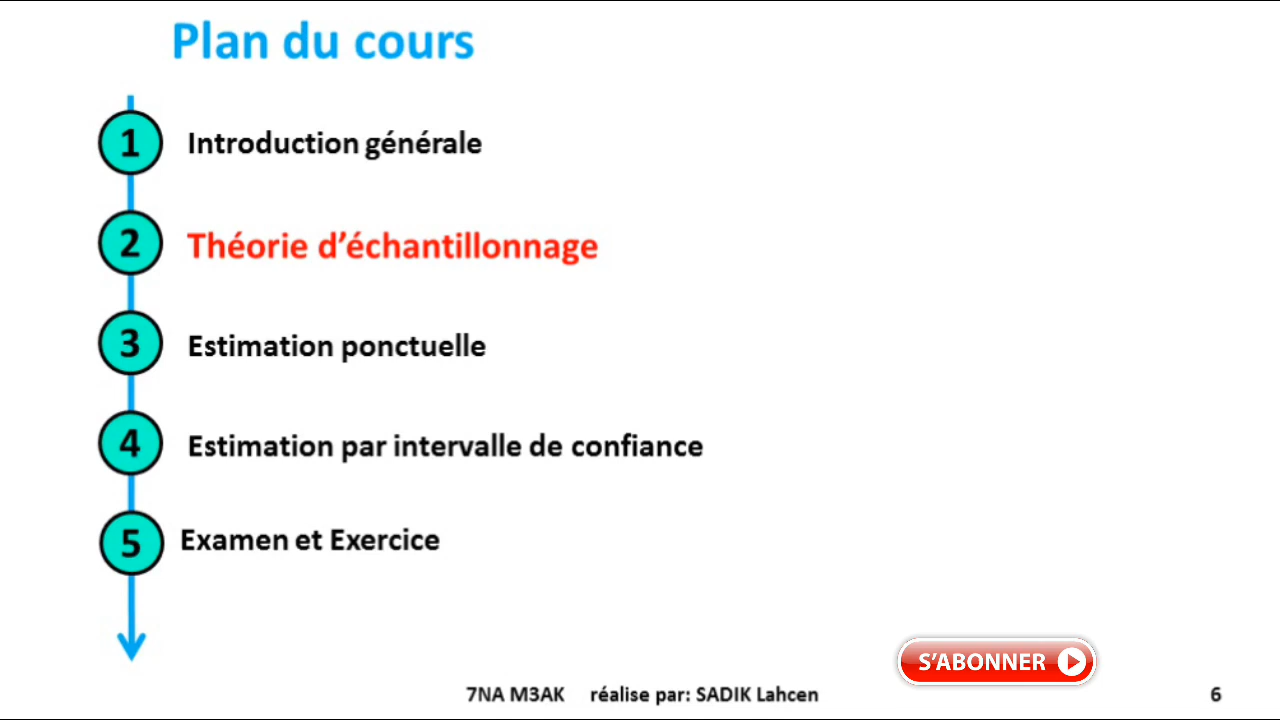 Plan du cours
1 Introduction générale
2 Théorie d’échantillonnage
3 Estimation ponctuelle
4 Estimation par intervalle de confiance
5 Examen et Exercice
S’ABONNER
7NA M3AK réalise par: SADIK Lahcen 6